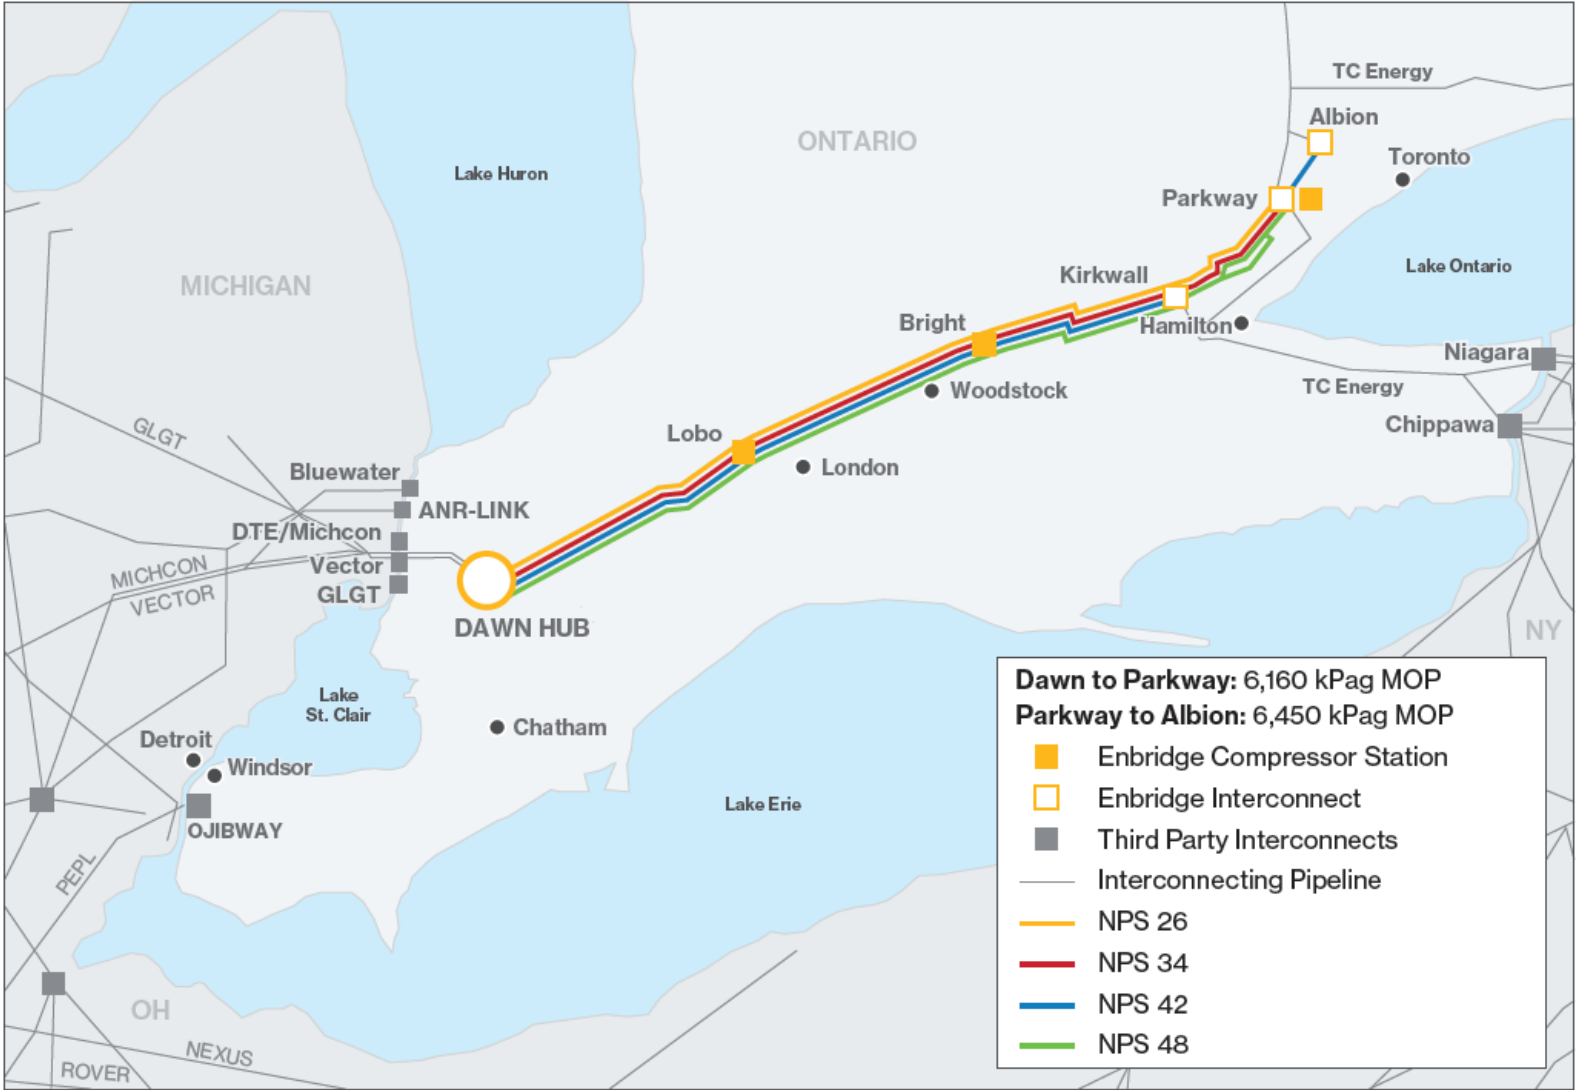 TC Energy
Albion
ONTARIO
Toronto
Lake Huron
Parkway
Lake Ontario
Kirkwall
MICHIGAN
Bright
Hamilton
Niagara
TC Energy
Woodstock
Chippawa
GLGT
Lobo
London
Bluewater
ANR-LINK
DTE/Michcon
MICHCON
Vector
VECTOR
GLGT
DAWN HUB
NY
Lake
St. Clair
Chatham
Detroit
Windsor
OJIBWAY
Lake Erie
PEPL
OH
NEXUS
ROVER
Dawn to Parkway: 6,160 kPag MOP
Parkway to Albion: 6,450 kPag MOP
Enbridge Compressor Station
Enbridge Interconnect
Third Party Interconnects
Interconnecting Pipeline
NPS 26
NPS 34
NPS 42
NPS 48